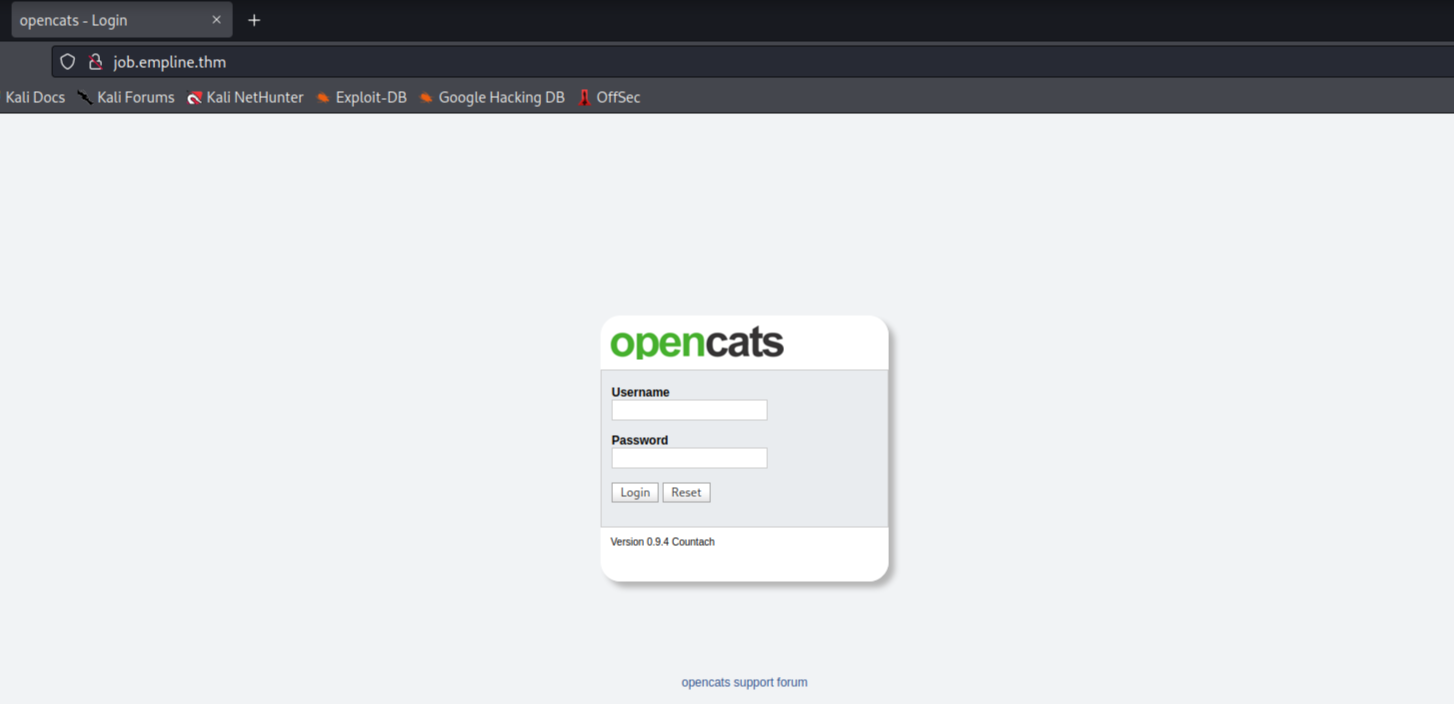 opencats - Login
job.empline.thm
Kali Docs Kali Forums Kali NetHunter Exploit-DB Google Hacking DB OffSec
opencats
Username
Password
Login Reset
Version 0.9.4 Countach
opencats support forum